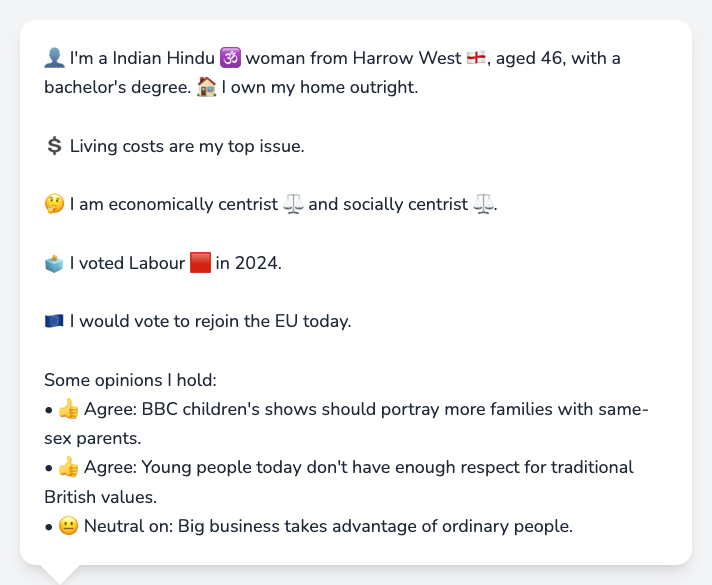 👤 I'm a Indian Hindu 🕉️ woman from Harrow West 🏴󠁧󠁢󠁥󠁮󠁧󠁿, aged 46, with a
bachelor's degree. 🏠 I own my home outright.
💲 Living costs are my top issue.
🤔 I am economically centrist ⚖️ and socially centrist ⚖️.
🗳️ I voted Labour 🟥 in 2024.
🇪🇺 I would vote to rejoin the EU today.
Some opinions I hold:
• 👍 Agree: BBC children's shows should portray more families with same-
sex parents.
• 👍 Agree: Young people today don't have enough respect for traditional
British values.
• 😐 Neutral on: Big business takes advantage of ordinary people.